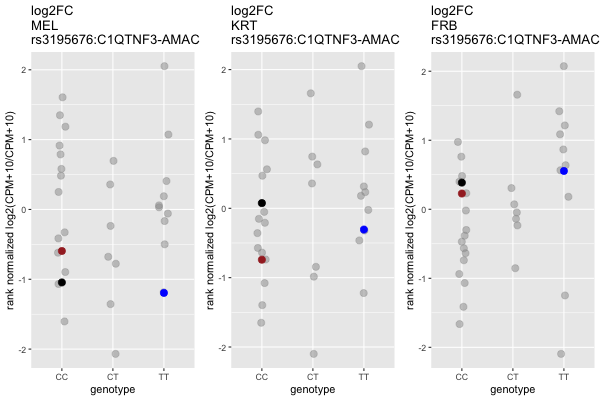 log2FC
MEL
rs3195676:C1QTNF3-AMAC
rank normalized log2(CPM+10/CPM+10)
2
1
0
-1
-2
CC CT TT
genotype
log2FC
KRT
rs3195676:C1QTNF3-AMAC
rank normalized log2(CPM+10/CPM+10)
2
1
0
-1
-2
CC CT TT
genotype
log2FC
FRB
rs3195676:C1QTNF3-AMAC
rank normalized log2(CPM+10/CPM+10)
2
1
0
-1
-2
CC CT TT
genotype